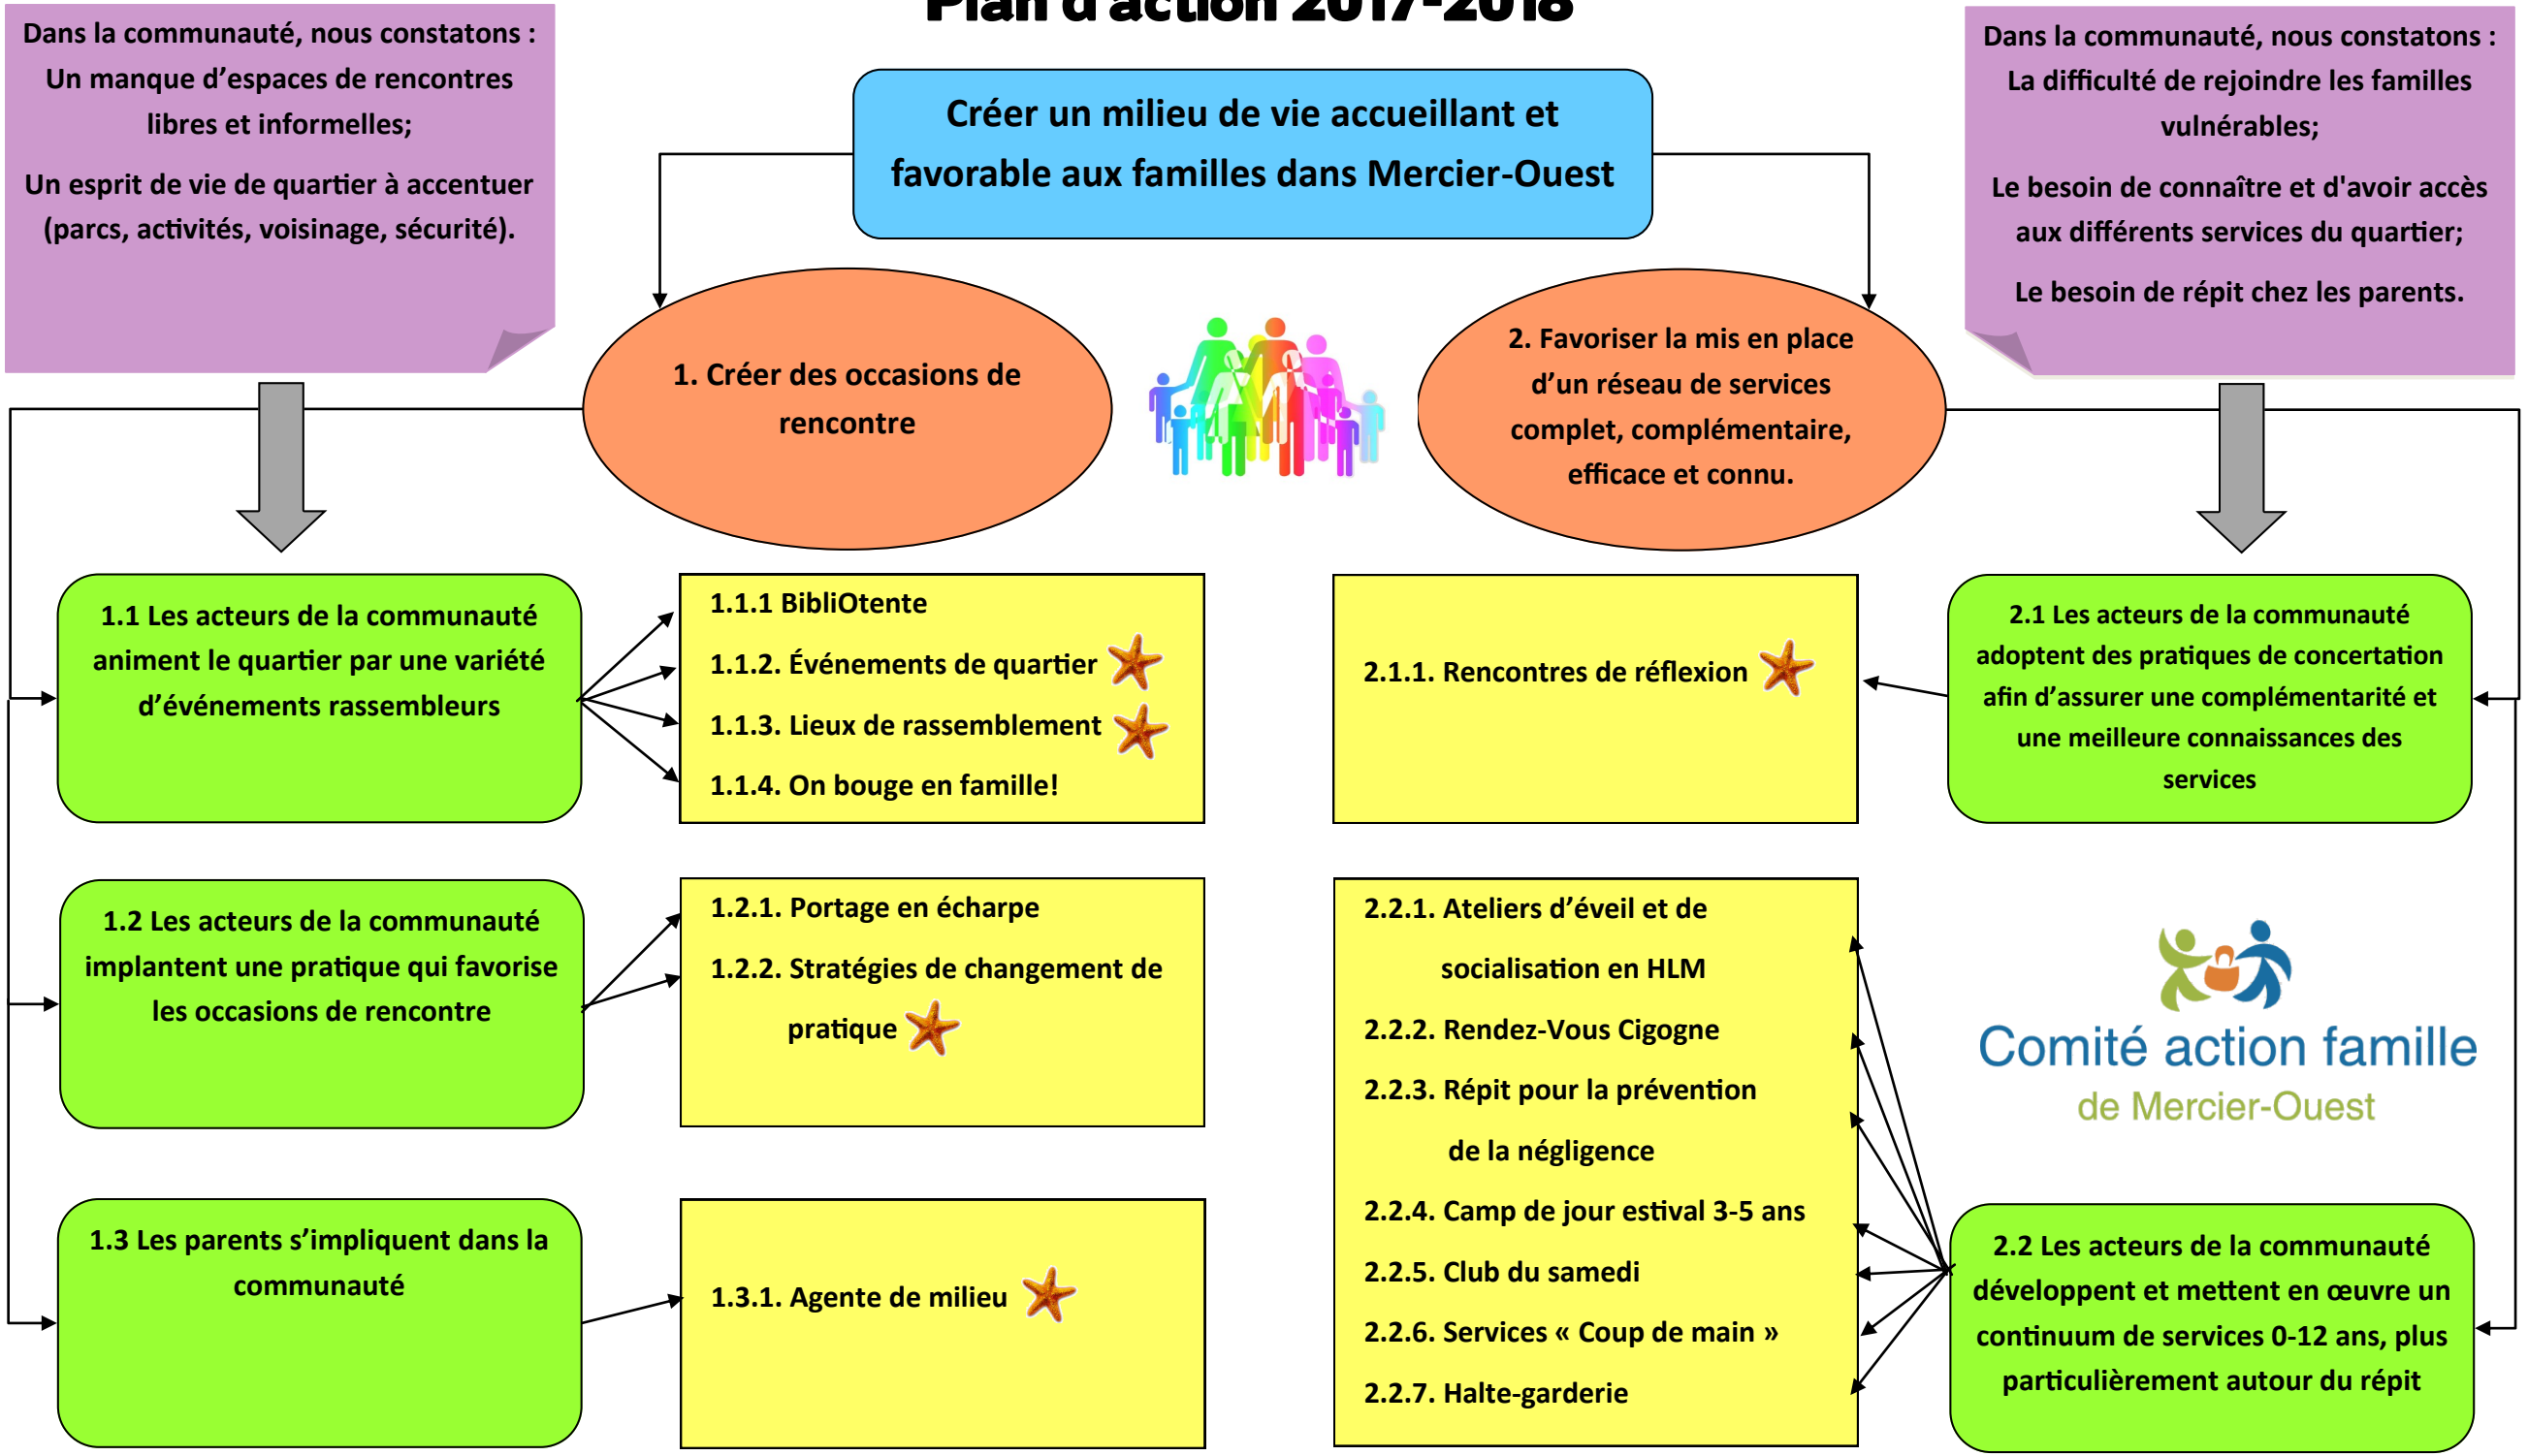 Plan d'action 2017-2018
Dans la communauté, nous constatons :
Un manque d'espaces de rencontres
libres et informelles;
Un esprit de vie de quartier à accentuer
(parcs, activités, voisinage, sécurité).
Créer un milieu de vie accueillant et
favorable aux familles dans Mercier-Ouest
Dans la communauté, nous constatons :
La difficulté de rejoindre les familles
vulnérables;
Le besoin de connaître et d'avoir accès
aux différents services du quartier;
Le besoin de répit chez les parents.
1. Créer des occasions de
rencontre
2. Favoriser la mis en place
d'un réseau de services
complet, complémentaire,
efficace et connu.
1.1 Les acteurs de la communauté
animent le quartier par une variété
d'événements rassembleurs
1.1.1 BibliOtente
1.1.2. Événements de quartier
1.1.3. Lieux de rassemblement
1.1.4. On bouge en famille!
2.1.1. Rencontres de réflexion
2.1 Les acteurs de la communauté
adoptent des pratiques de concertation
afin d'assurer une complémentarité et
une meilleure connaissances des
services
1.2 Les acteurs de la communauté
implantent une pratique qui favorise
les occasions de rencontre
1.2.1. Portage en écharpe
1.2.2. Stratégies de changement de
pratique
2.2.1. Ateliers d'éveil et de
socialisation en HLM
2.2.2. Rendez-Vous Cigogne
2.2.3. Répit pour la prévention
de la négligence
2.2.4. Camp de jour estival 3-5 ans
2.2.5. Club du samedi
2.2.6. Services « Coup de main »
2.2.7. Halte-garderie
Comité action famille
de Mercier-Ouest
1.3 Les parents s'impliquent dans la
communauté
1.3.1. Agente de milieu
2.2 Les acteurs de la communauté
développent et mettent en œuvre un
continuum de services 0-12 ans, plus
particulièrement autour du répit